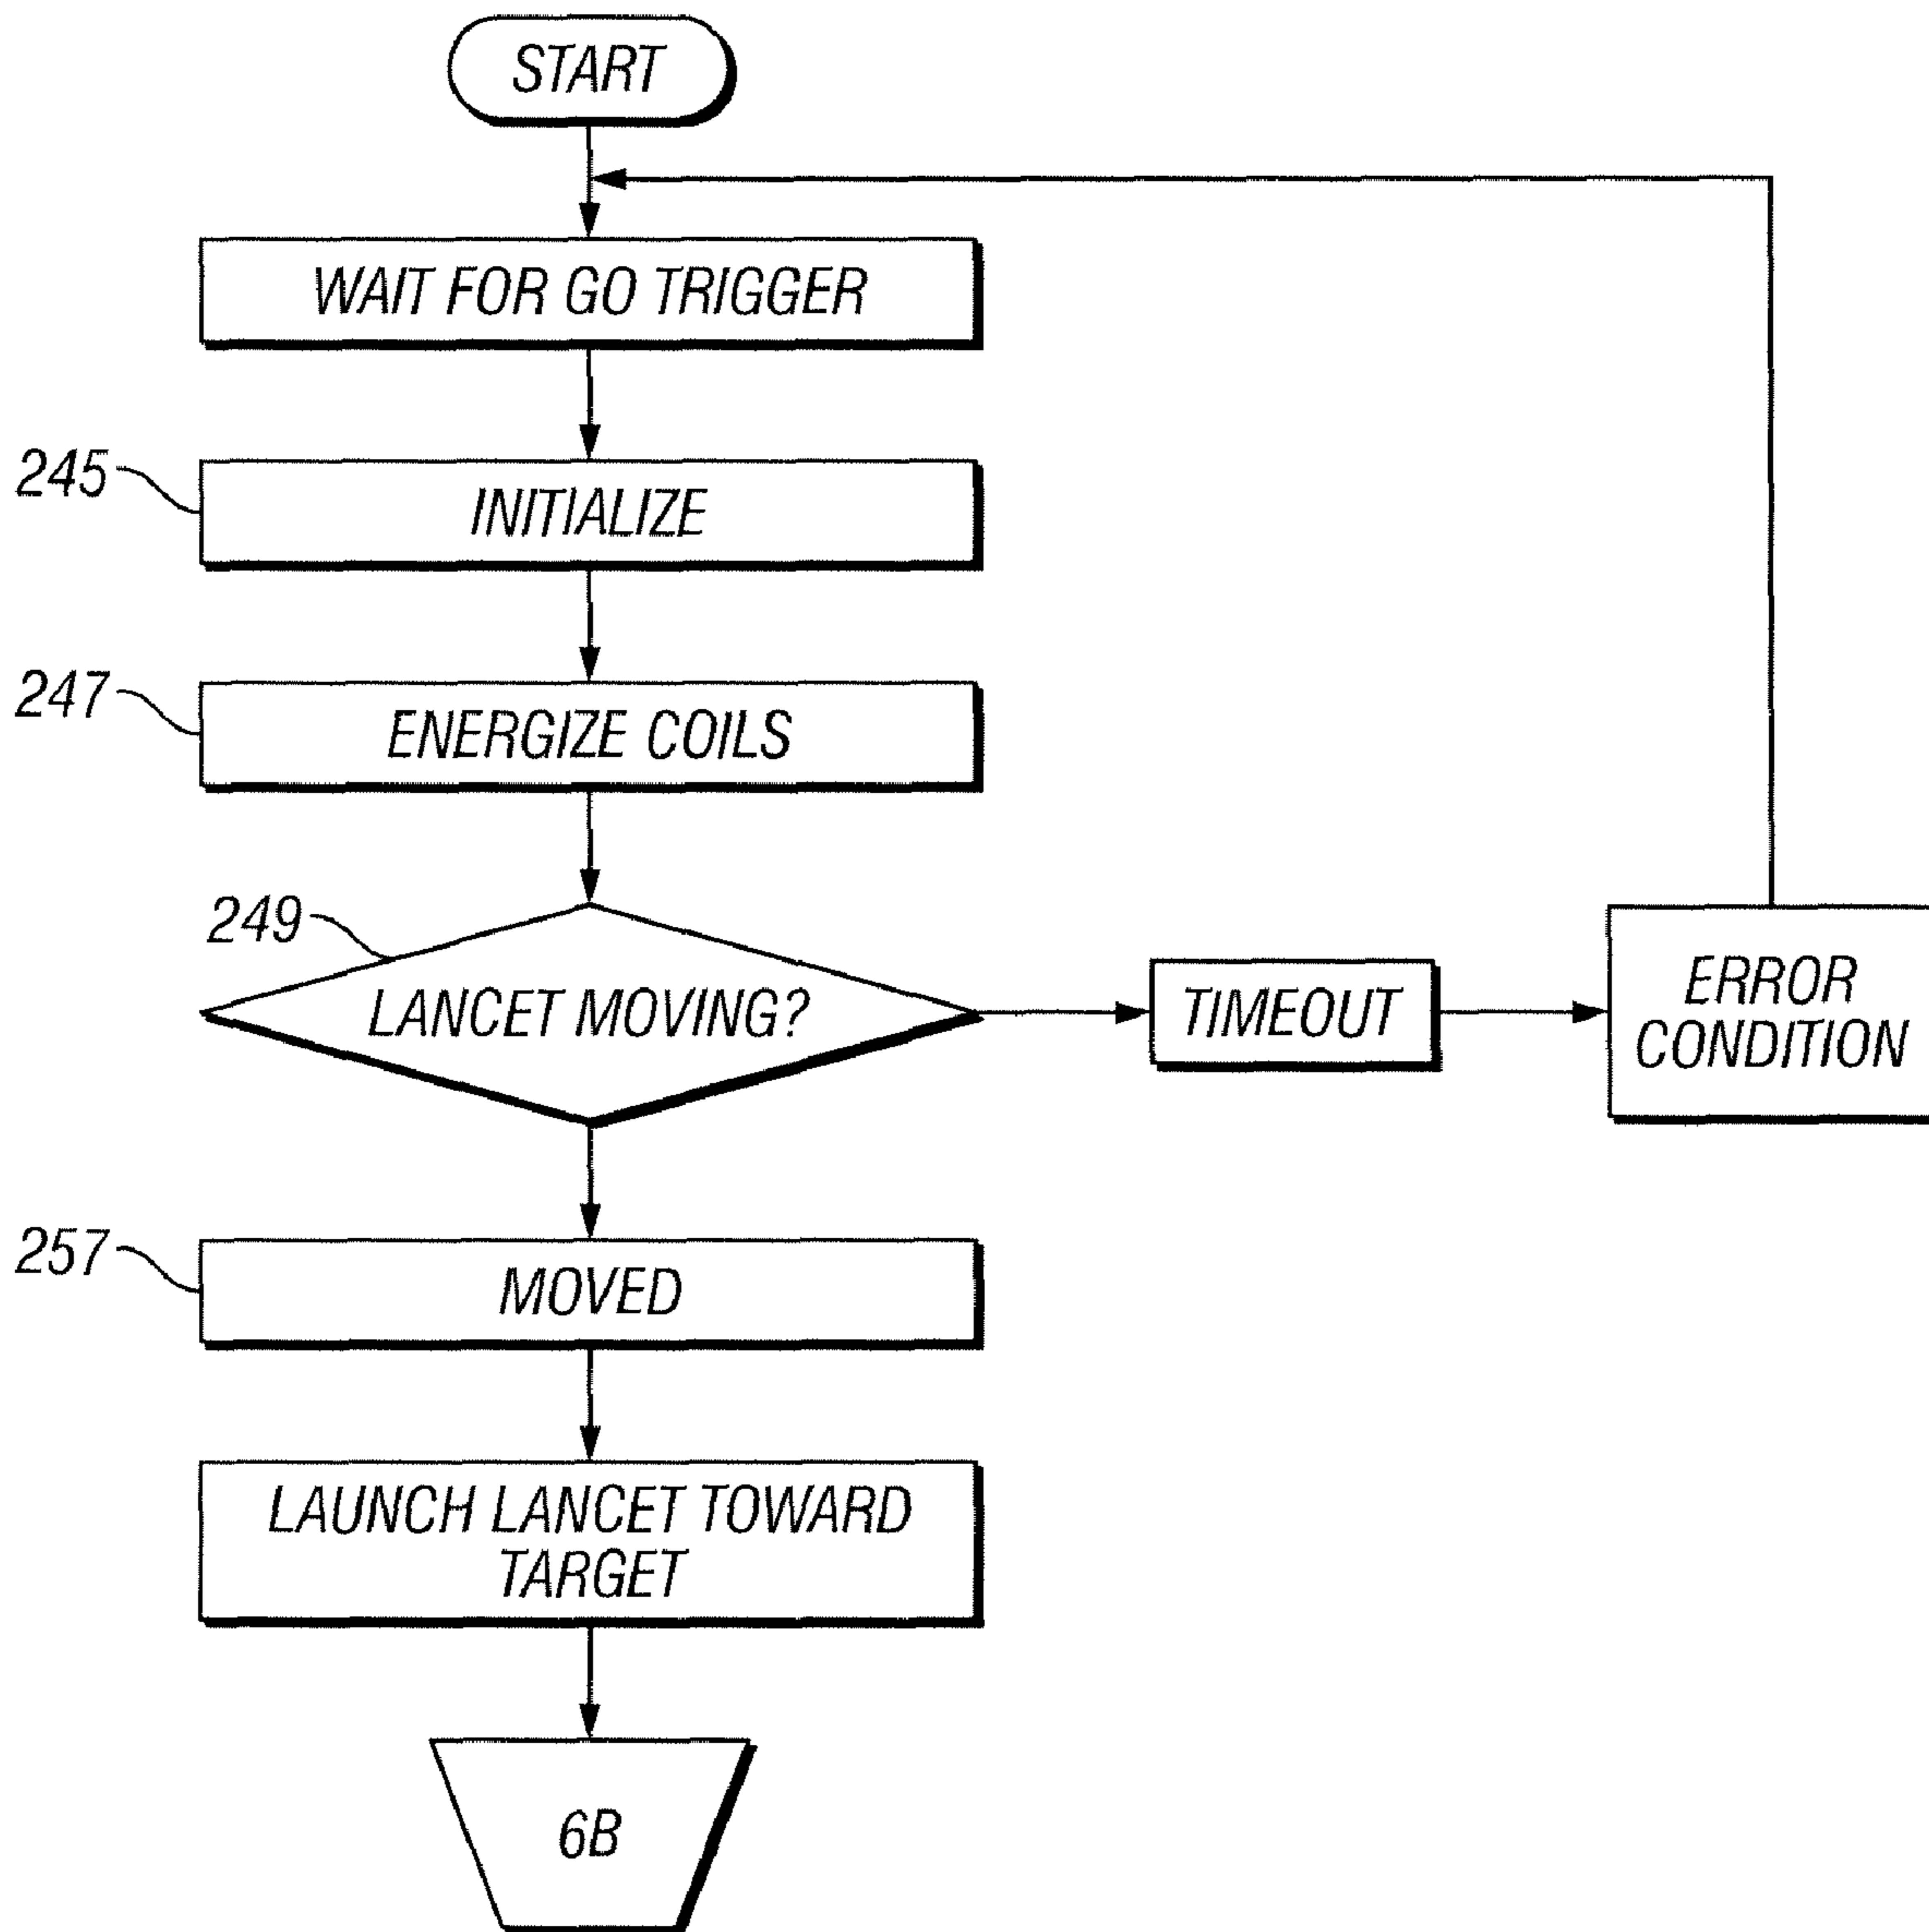 START
WAIT FOR GO TRIGGER
245
INITIALIZE
247
ENERGIZE COILS
249
LANCET MOVING?
TIMEOUT
ERROR
CONDITION
257
MOVED
LAUNCH LANCET TOWARD
TARGET
6B